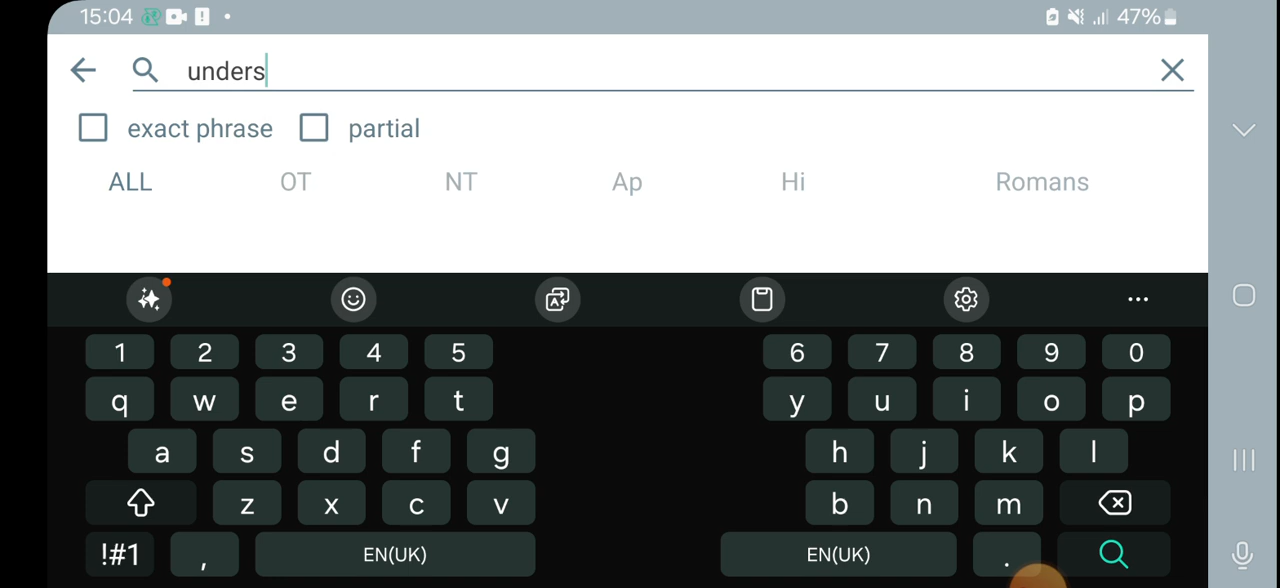 15:04 47%
unders
exact phrase partial
ALL OT NT Ap Hi Romans
1 2 3 4 5 6 7 8 9 0
q w e r t y u i o p
a s d f g h j k l
z x c v b n m
!#1 , EN(UK) EN(UK) .